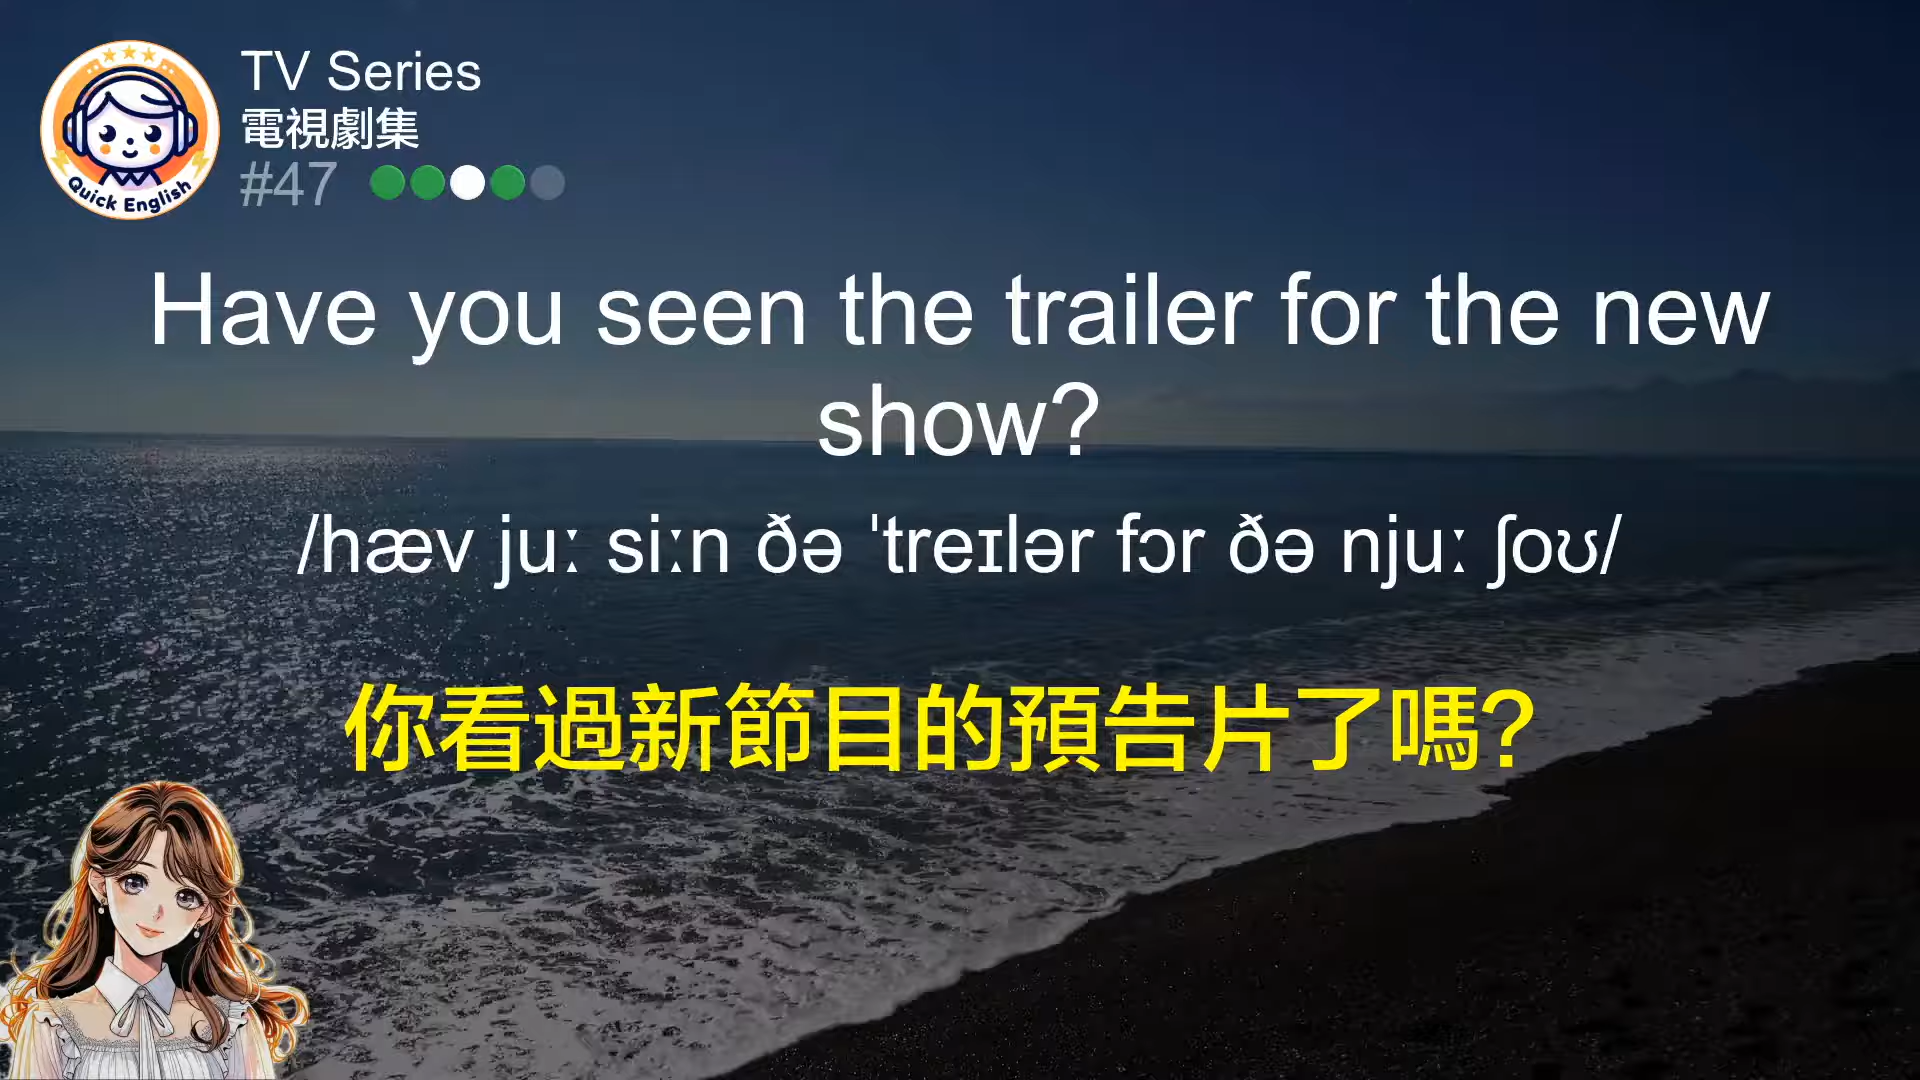 Quick English
TV Series
電視劇集
#47
Have you seen the trailer for the new
show?
/hæv juː siːn ðə ˈtreɪlər fɔr ðə njuː ʃoʊ/
你看過新節目的預告片了嗎?